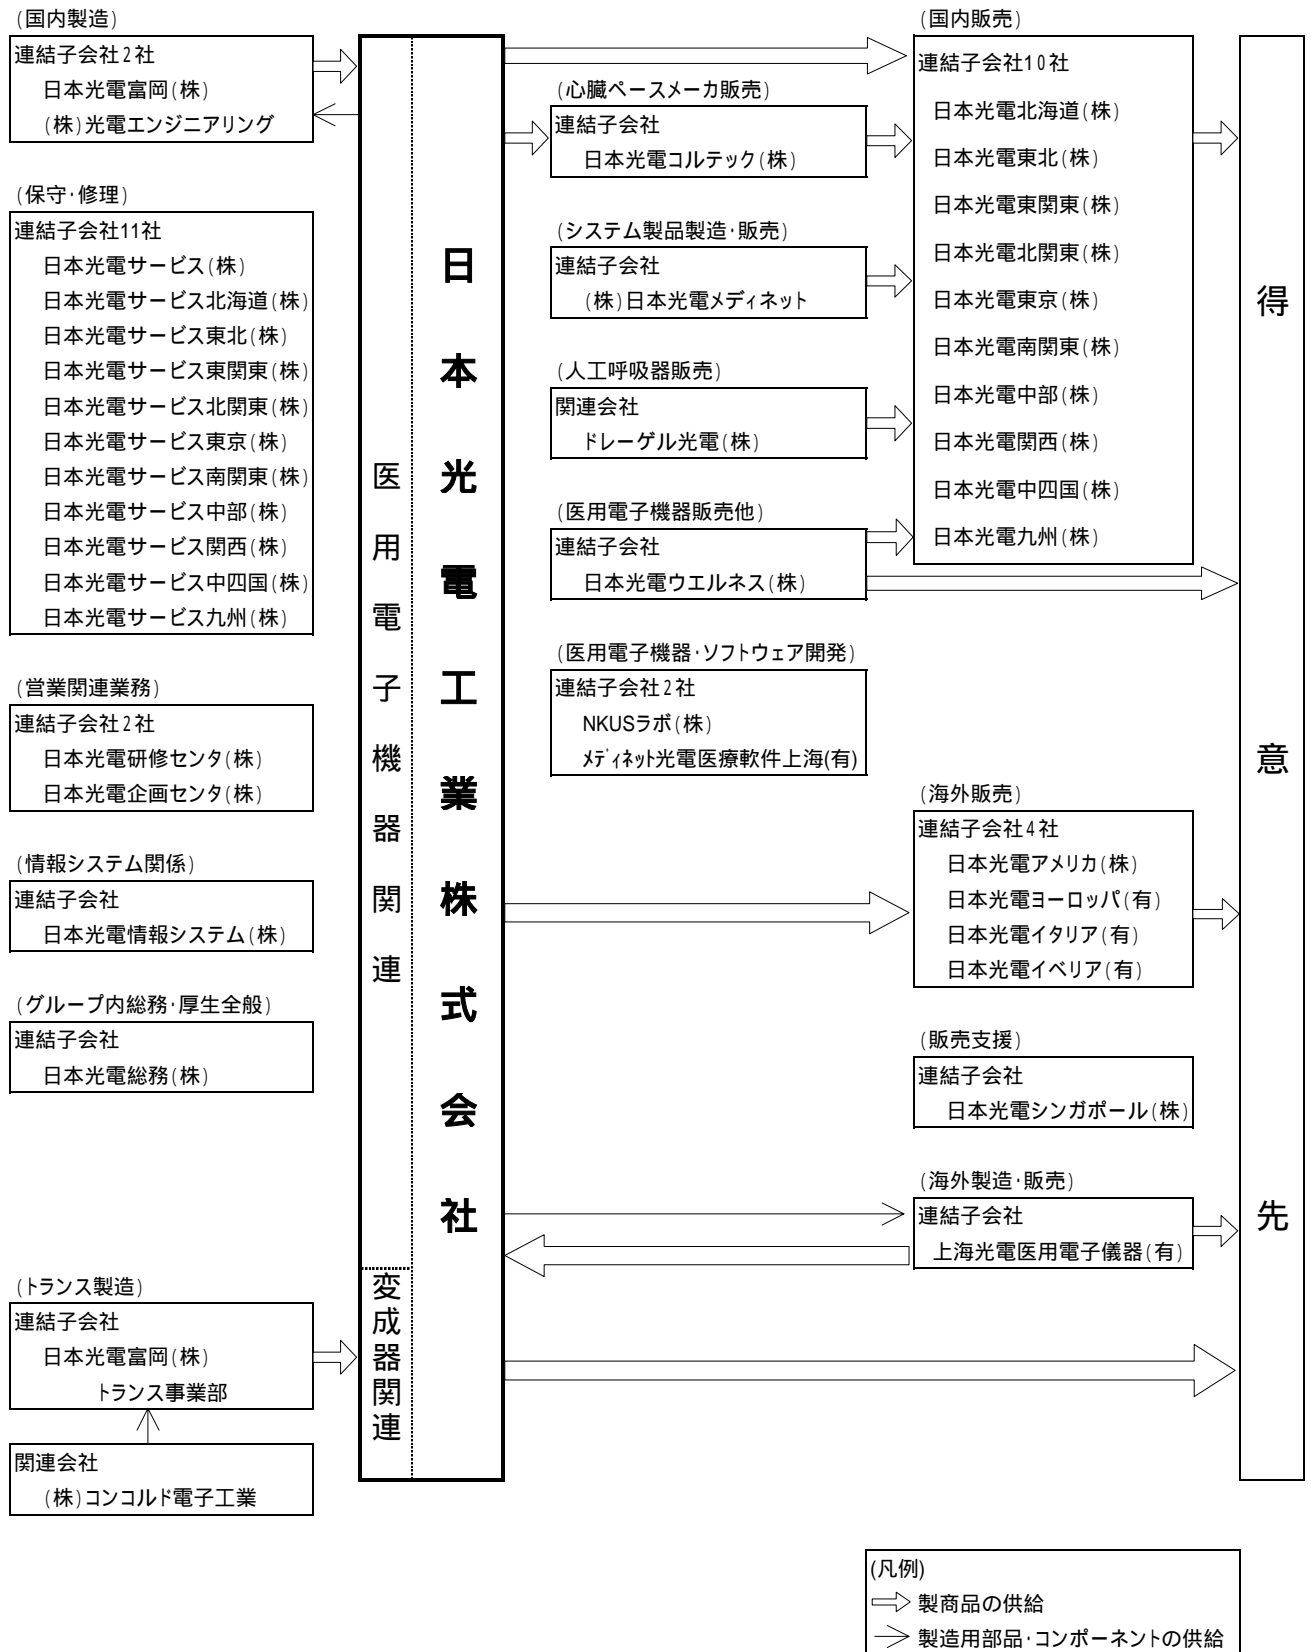 (国内製造)
連結子会社2社
日本光電富岡(株)
(株)光電エンジニアリング
(保守･修理)
連結子会社11社
日本光電サービス(株)
日本光電サービス北海道(株)
日本光電サービス東北(株)
日本光電サービス東関東(株)
日本光電サービス北関東(株)
日本光電サービス東京(株)
日本光電サービス南関東(株)
日本光電サービス中部(株)
日本光電サービス関西(株)
日本光電サービス中四国(株)
日本光電サービス九州(株)
(営業関連業務)
連結子会社2社
日本光電研修センタ(株)
日本光電企画センタ(株)
(情報システム関係)
連結子会社
日本光電情報システム(株)
(グループ内総務･厚生全般)
連結子会社
日本光電総務(株)
(トランス製造)
連結子会社
日本光電富岡(株)
トランス事業部
関連会社
(株)コンコルド電子工業
医用電子機器関連
変成器関連
日本光電工業株式会社
(心臓ペースメーカ販売)
連結子会社
日本光電コルテック(株)
(システム製品製造･販売)
連結子会社
(株)日本光電メディネット
(人工呼吸器販売)
関連会社
ドレーゲル光電(株)
(医用電子機器販売他)
連結子会社
日本光電ウエルネス(株)
(医用電子機器･ソフトウェア開発)
連結子会社2社
NKUSラボ(株)
ﾒﾃﾞｨﾈｯﾄ光電医療軟件上海(有)
(国内販売)
連結子会社10社
日本光電北海道(株)
日本光電東北(株)
日本光電東関東(株)
日本光電北関東(株)
日本光電東京(株)
日本光電南関東(株)
日本光電中部(株)
日本光電関西(株)
日本光電中四国(株)
日本光電九州(株)
(海外販売)
連結子会社4社
日本光電アメリカ(株)
日本光電ヨーロッパ(有)
日本光電イタリア(有)
日本光電イベリア(有)
(販売支援)
連結子会社
日本光電シンガポール(株)
(海外製造･販売)
連結子会社
上海光電医用電子儀器(有)
得意先
(凡例)
製商品の供給
製造用部品･コンポーネントの供給